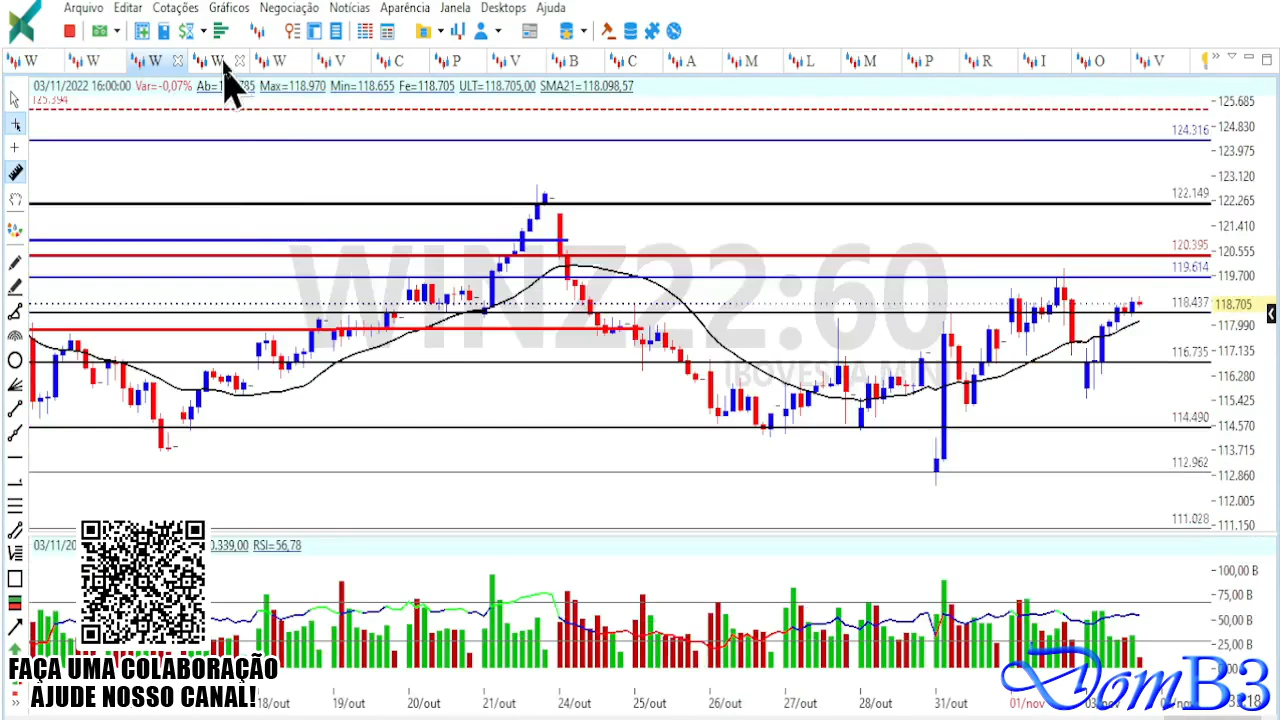 Arquivo Editar Cotações Gráficos Negociação Notícias Aparência Janela Desktops Ajuda
W W W W W V C P V B C A M L M P R I O V
03/11/2022 16:00:00 Var=-0,07% Max=118.970 Min=118.655 Fe=118.705 ULT=118.705,00 SMA21=118.098,57
125.394
125.685
124.830
124.316
123.975
123.120
122.149
122.265
121.410
120.395
120.555
119.614
119.700
118.437
118.705
117.990
116.735
117.135
116.280
115.425
114.490
114.570
113.715
112.962
112.860
112.005
111.028
111.150
WINZ22:60
IBOVESPA MINI
RSI=56,78
100,00 B
75,00 B
50,00 B
25,00 B
18/out 19/out 20/out 21/out 24/out 25/out 26/out 27/out 28/out 31/out 01/nov
FAÇA UMA COLABORAÇÃO
AJUDE NOSSO CANAL!
DomB3